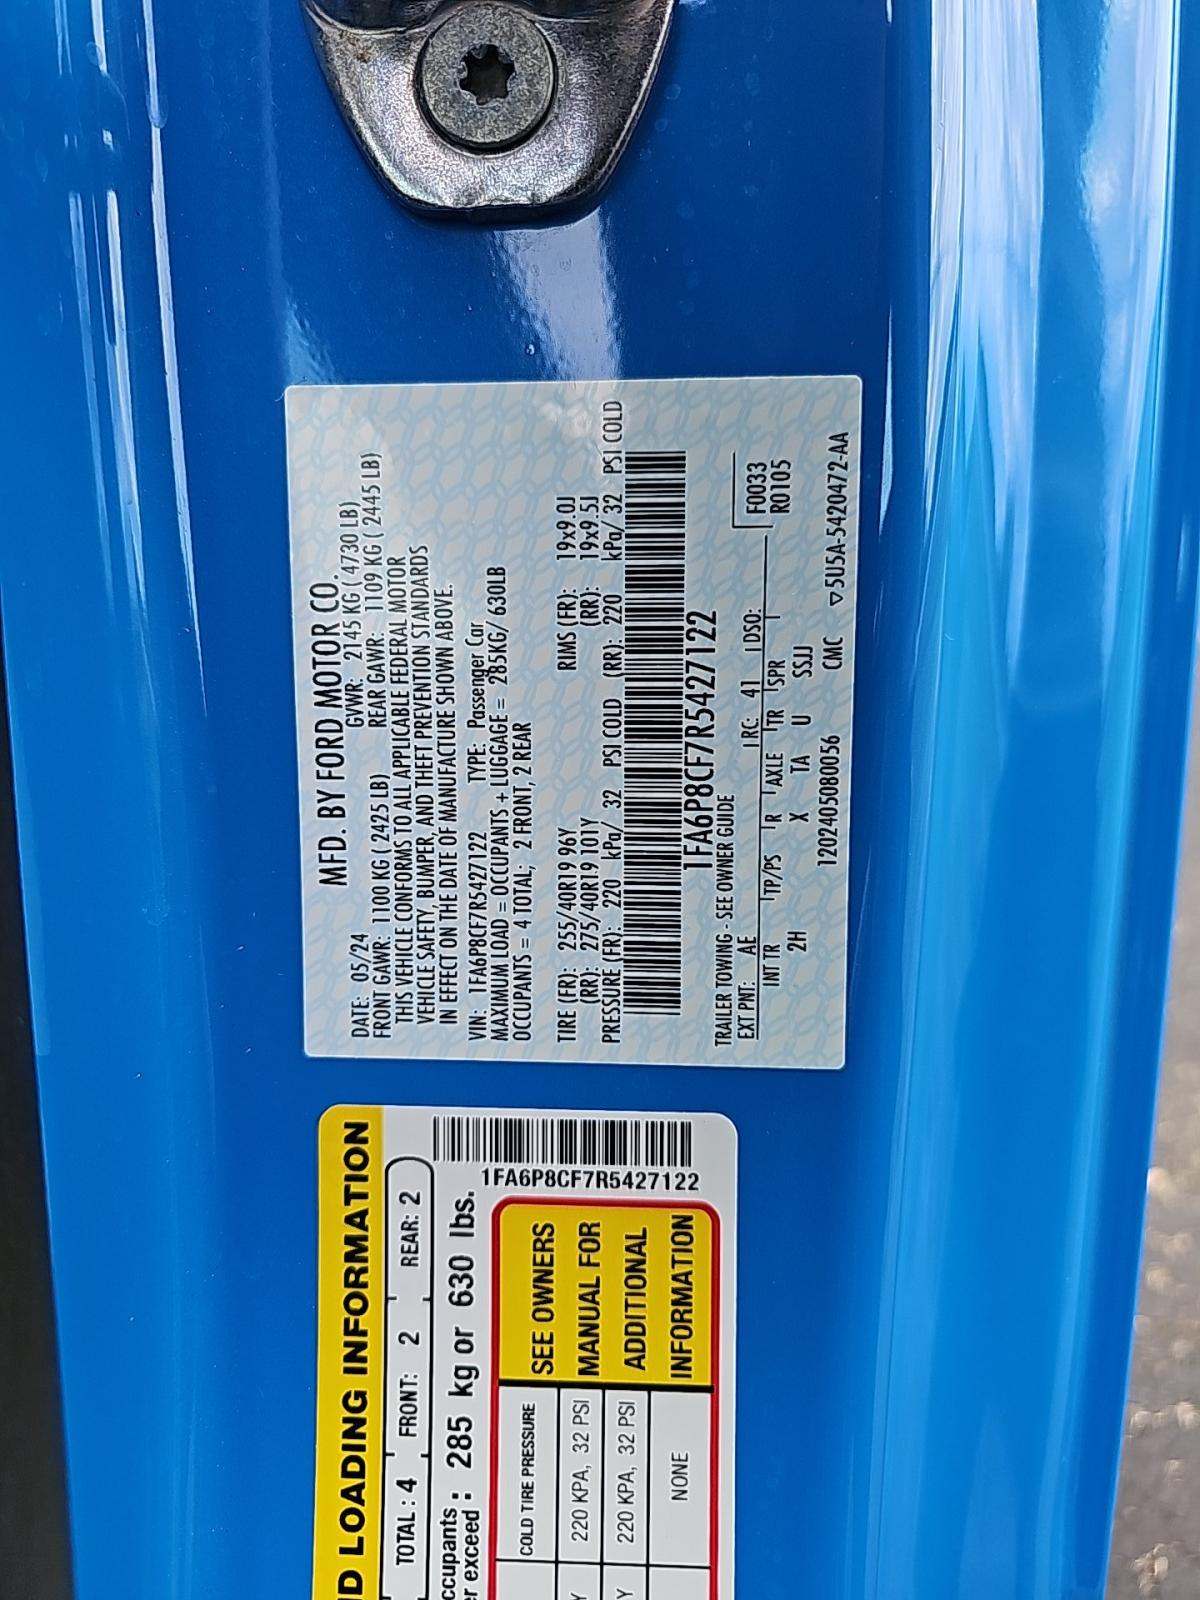 MFD. BY FORD MOTOR CO.
DATE: 05/24 GVWR: 2145 KG ( 4730 LB)
FRONT GAWR: 1100 KG ( 2425 LB) REAR GAWR: 1109 KG ( 2445 LB)
THIS VEHICLE CONFORMS TO ALL APPLICABLE FEDERAL MOTOR
VEHICLE SAFETY, BUMPER, AND THEFT PREVENTION STANDARDS
IN EFFECT ON THE DATE OF MANUFACTURE SHOWN ABOVE.
VIN: 1FA6P8CF7R5427122 TYPE: Passenger Car
MAXIMUM LOAD = OCCUPANTS + LUGGAGE = 285KG/ 630LB
OCCUPANTS = 4 TOTAL; 2 FRONT, 2 REAR
TIRE (FR): 255/40R19 96Y RIMS (FR): 19x9.0J
(RR): 275/40R19 101Y (RR): 19x9.5J
PRESSURE (FR): 220 kPa/ 32 PSI COLD (RR): 220 kPa/ 32 PSI COLD
1FA6P8CF7R5427122
TRAILER TOWING - SEE OWNER GUIDE
EXT PNT: AE RC: 41 DSO: F0033
INT TR TP/PS R AXLE TR SPR R0105
2H X TA U SSJJ
1202405080056 CMC ▽5U5A-5420472-AA
LOADING INFORMATION
TOTAL : 4 FRONT: 2 REAR: 2
285 kg or 630 lbs.
exceed :
1FA6P8CF7R5427122
COLD TIRE PRESSURE
220 KPA, 32 PSI
220 KPA, 32 PSI
NONE
SEE OWNERS
MANUAL FOR
ADDITIONAL
INFORMATION